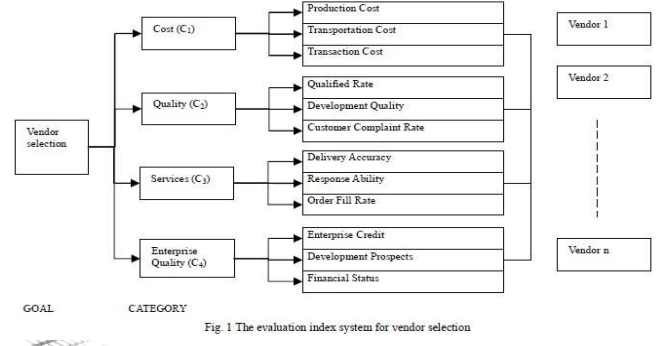 Vendor
selection
Cost (C₁)
Production Cost
Transportation Cost
Transaction Cost
Quality (C₂)
Qualified Rate
Development Quality
Customer Complaint Rate
Services (C₃)
Delivery Accuracy
Response Ability
Order Fill Rate
Enterprise
Quality (C₄)
Enterprise Credit
Development Prospects
Financial Status
Vendor 1
Vendor 2
Vendor n
GOAL
CATEGORY
Fig. 1 The evaluation index system for vendor selection